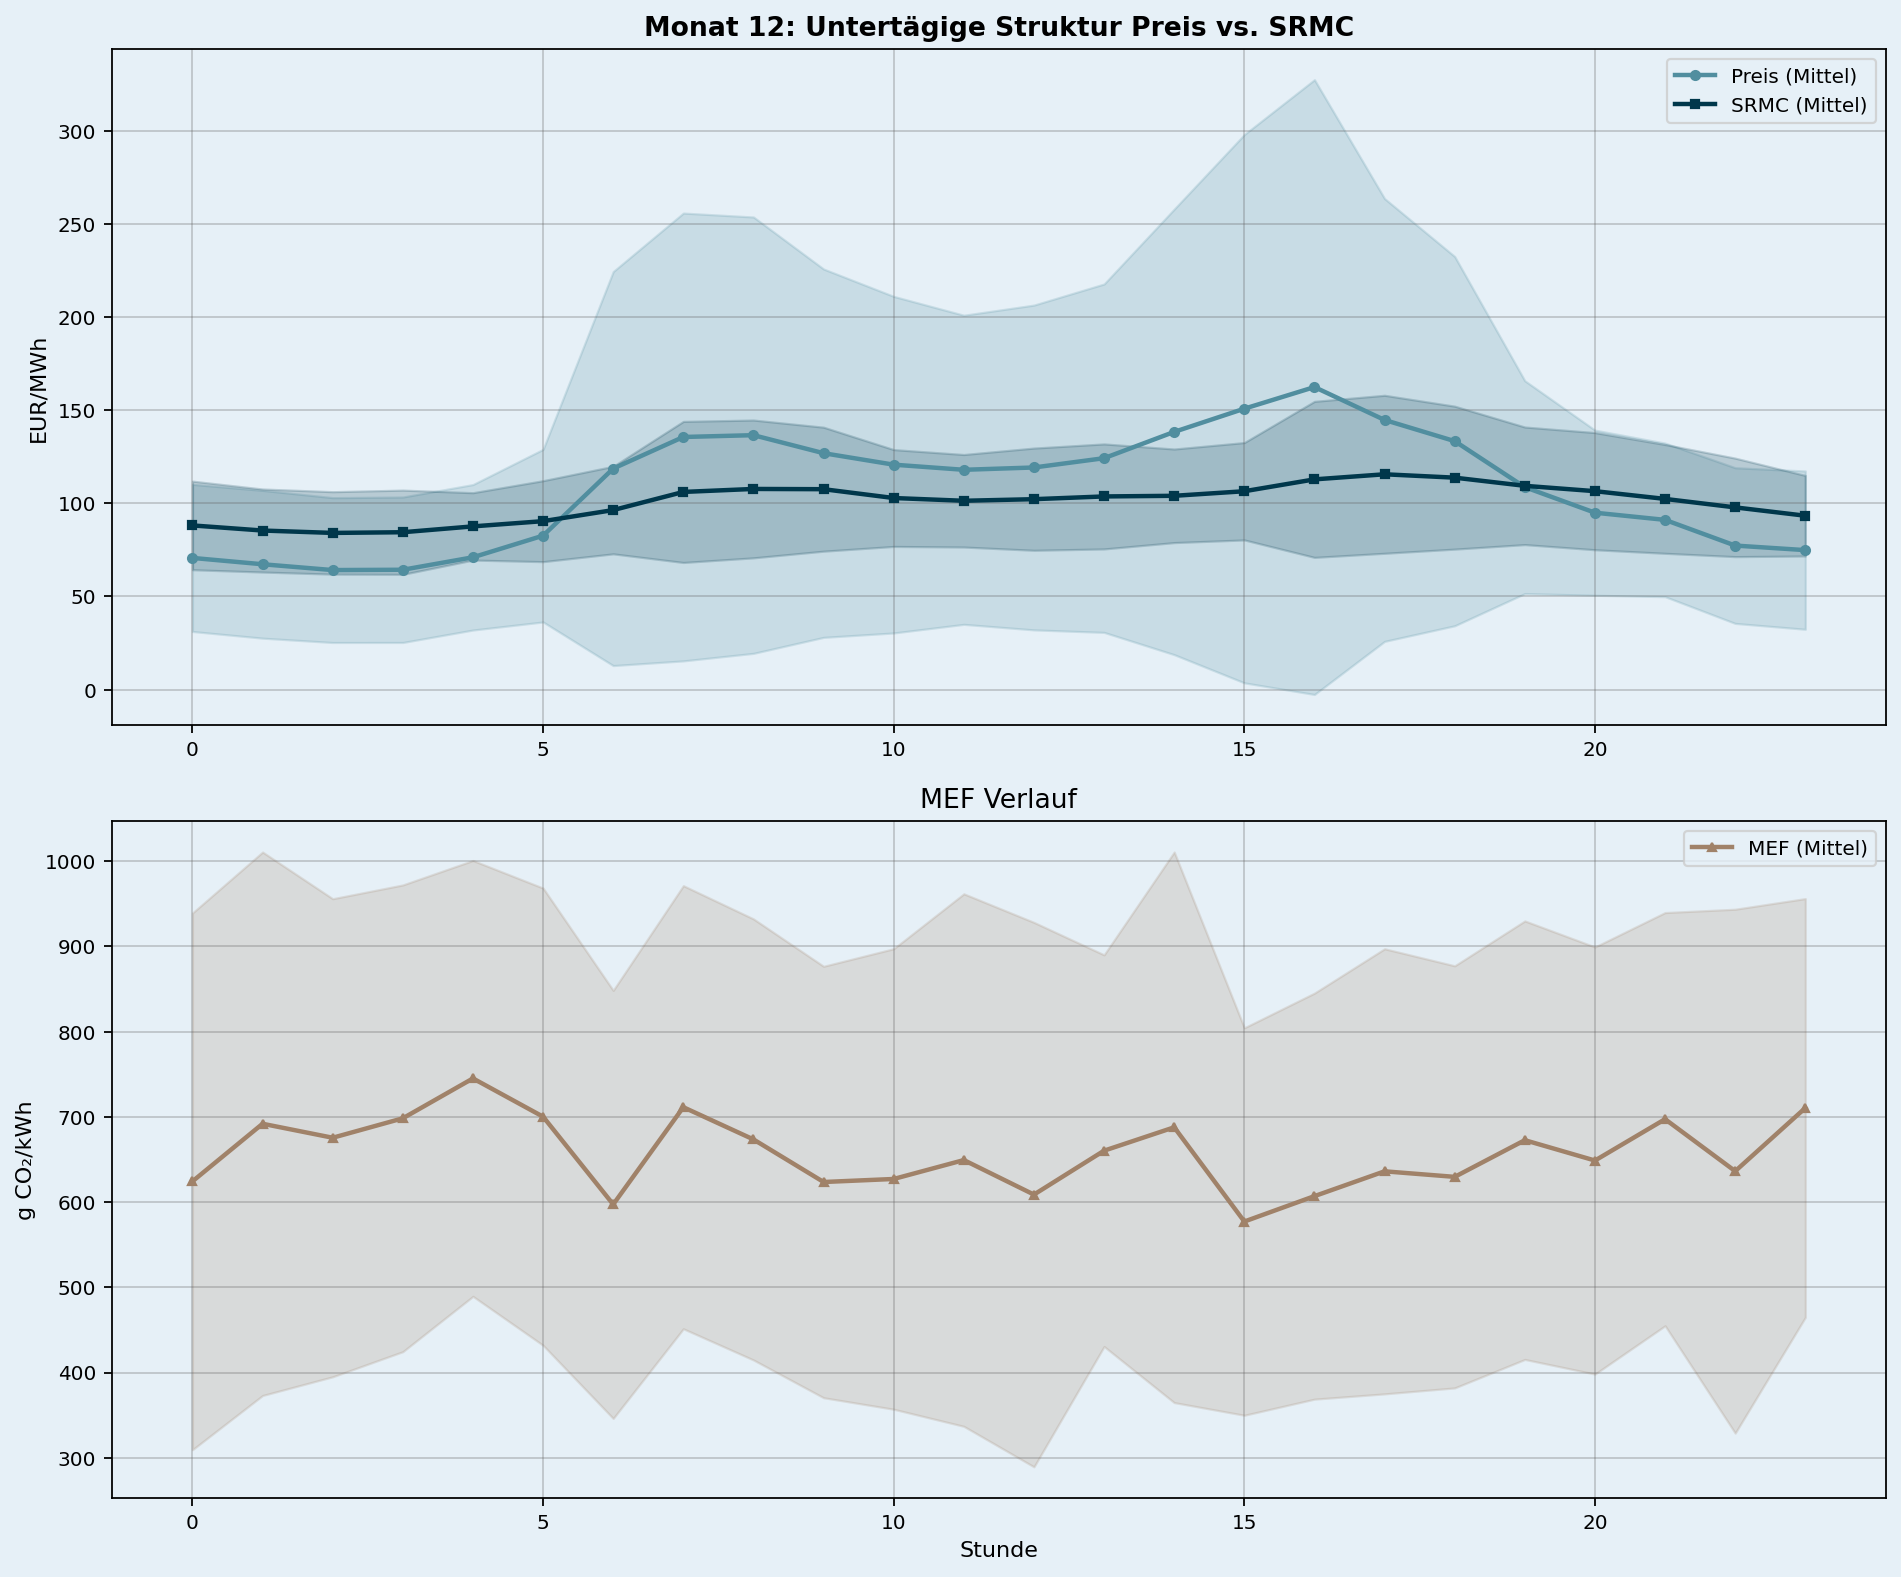 Monat 12: Untertägige Struktur Preis vs. SRMC
Preis (Mittel)
SRMC (Mittel)
EUR/MWh
300
250
200
150
100
50
0
0 5 10 15 20
MEF Verlauf
MEF (Mittel)
g CO₂/kWh
1000
900
800
700
600
500
400
300
0 5 10 15 20
Stunde